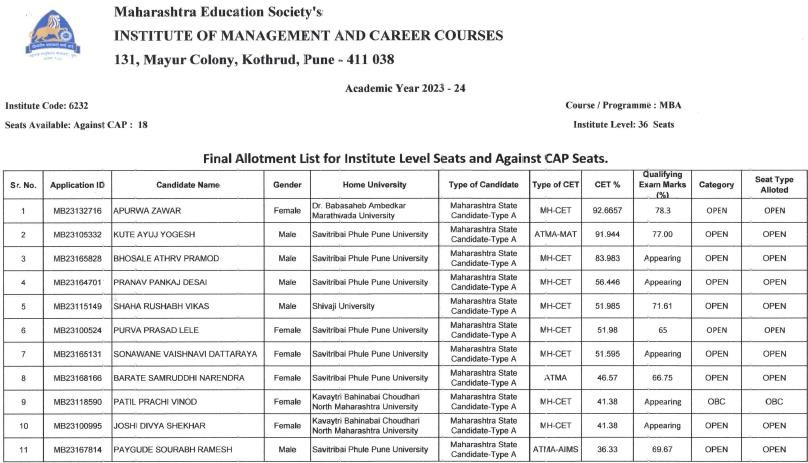 Maharashtra Education Society's
INSTITUTE OF MANAGEMENT AND CAREER COURSES
131, Mayur Colony, Kothrud, Pune - 411 038
Academic Year 2023 - 24
Institute Code: 6232 Course / Programme : MBA
Seats Available: Against CAP : 18 Institute Level: 36 Seats
Final Allotment List for Institute Level Seats and Against CAP Seats.
Sr. No. Application ID Candidate Name Gender Home University Type of Candidate Type of CET CET % Qualifying Exam Marks (%) Category Seat Type Alloted
1 MB23132716 APURWA ZAWAR Female Dr. Babasaheb Ambedkar Marathvada University Maharashtra State Candidate-Type A MH-CET 92.6657 78.3 OPEN OPEN
2 MB23105332 KUTE AYUJ YOGESH Male Savitribai Phule Pune University Maharashtra State Candidate-Type A ATMA-MAT 91.944 77.00 OPEN OPEN
3 MB23165828 BHOSALE ATHRV PRAMOD Male Savitribai Phule Pune University Maharashtra State Candidate-Type A MH-CET 83.983 Appearing OPEN OPEN
4 MB23164701 PRANAV PANKAJ DESAI Male Savitribai Phule Pune University Maharashtra State Candidate-Type A MH-CET 56.446 Appearing OPEN OPEN
5 MB23115149 SHAHA RUSHABH VIKAS Male Shivaji University Maharashtra State Candidate-Type A MH-CET 51.985 71.61 OPEN OPEN
6 MB23100524 PURVA PRASAD LELE Female Savitribai Phule Pune University Maharashtra State Candidate-Type A MH-CET 51.98 65 OPEN OPEN
7 MB23165131 SONAWANE VAISHNAVI DATTARAYA Female Savitribai Phule Pune University Maharashtra State Candidate-Type A MH-CET 51.595 Appearing OPEN OPEN
8 MB23168166 BARATE SAMRUDDHI NARENDRA Female Savitribai Phule Pune University Maharashtra State Candidate-Type A ATMA 46.57 66.75 OPEN OPEN
9 MB23118590 PATIL PRACHI VINOD Female Kavaytri Bahinabai Choudhari North Maharashtra University Maharashtra State Candidate-Type A MH-CET 41.38 Appearing OBC OBC
10 MB23100995 JOSHI DIVYA SHEKHAR Female Kavaytri Bahinabai Choudhari North Maharashtra University Maharashtra State Candidate-Type A MH-CET 41.38 Appearing OPEN OPEN
11 MB23167814 PAYGUDE SOURABH RAMESH Male Savitribai Phule Pune University Maharashtra State Candidate-Type A ATMA-AIMS 36.33 69.67 OPEN OPEN